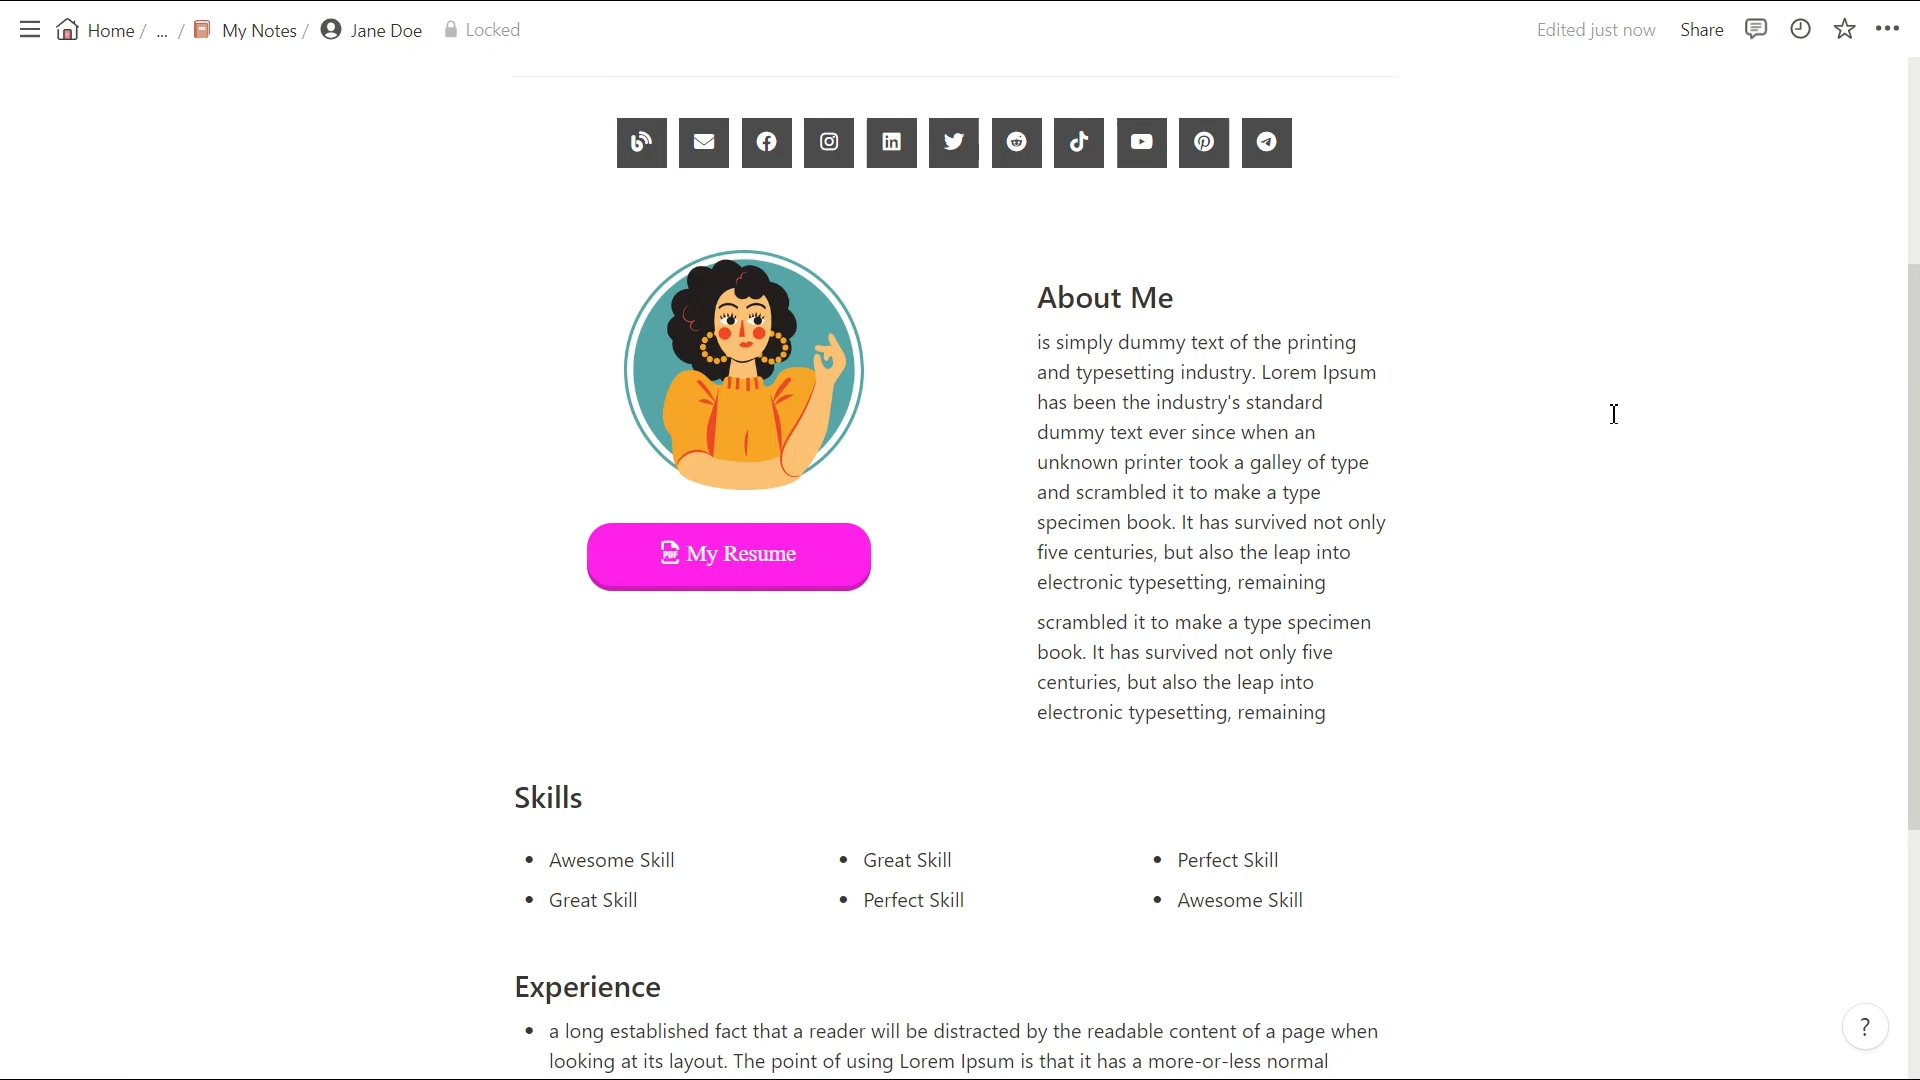 Home / ... / My Notes / Jane Doe Locked Edited just now Share
About Me
is simply dummy text of the printing
and typesetting industry. Lorem Ipsum
has been the industry's standard
dummy text ever since when an
unknown printer took a galley of type
and scrambled it to make a type
specimen book. It has survived not only
five centuries, but also the leap into
electronic typesetting, remaining
scrambled it to make a type specimen
book. It has survived not only five
centuries, but also the leap into
electronic typesetting, remaining
PDF My Resume
Skills
• Awesome Skill • Great Skill • Perfect Skill
• Great Skill • Perfect Skill • Awesome Skill
Experience
• a long established fact that a reader will be distracted by the readable content of a page when
looking at its layout. The point of using Lorem Ipsum is that it has a more-or-less normal
?